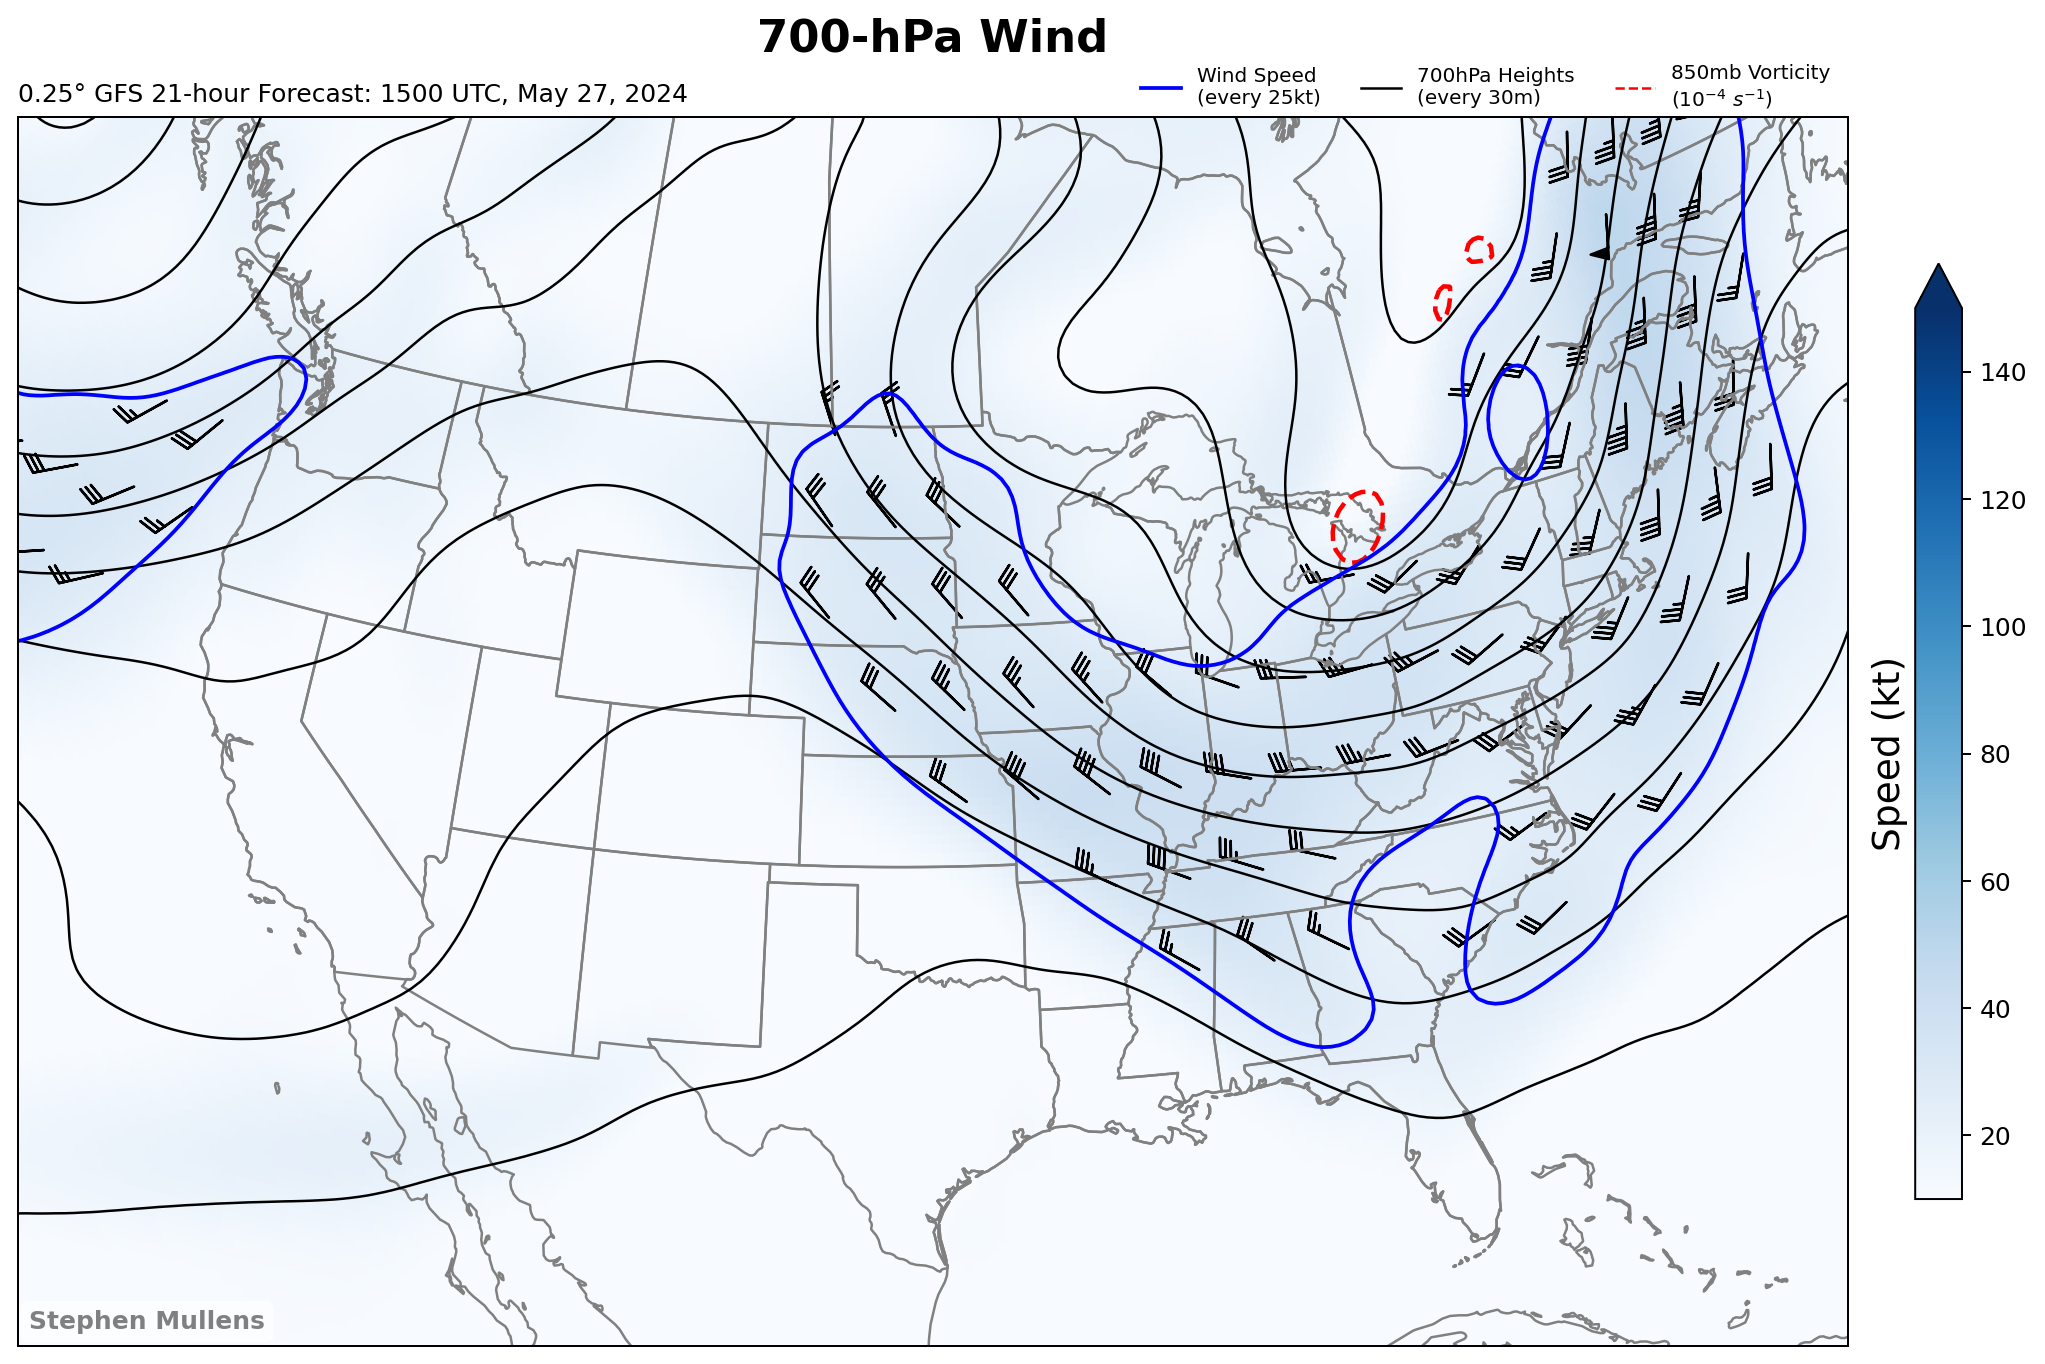 700-hPa Wind
0.25° GFS 21-hour Forecast: 1500 UTC, May 27, 2024
Wind Speed
(every 25kt)
700hPa Heights
(every 30m)
850mb Vorticity
(10⁻⁴ s⁻¹)
140
120
100
80
60
40
20
Speed (kt)
Stephen Mullens